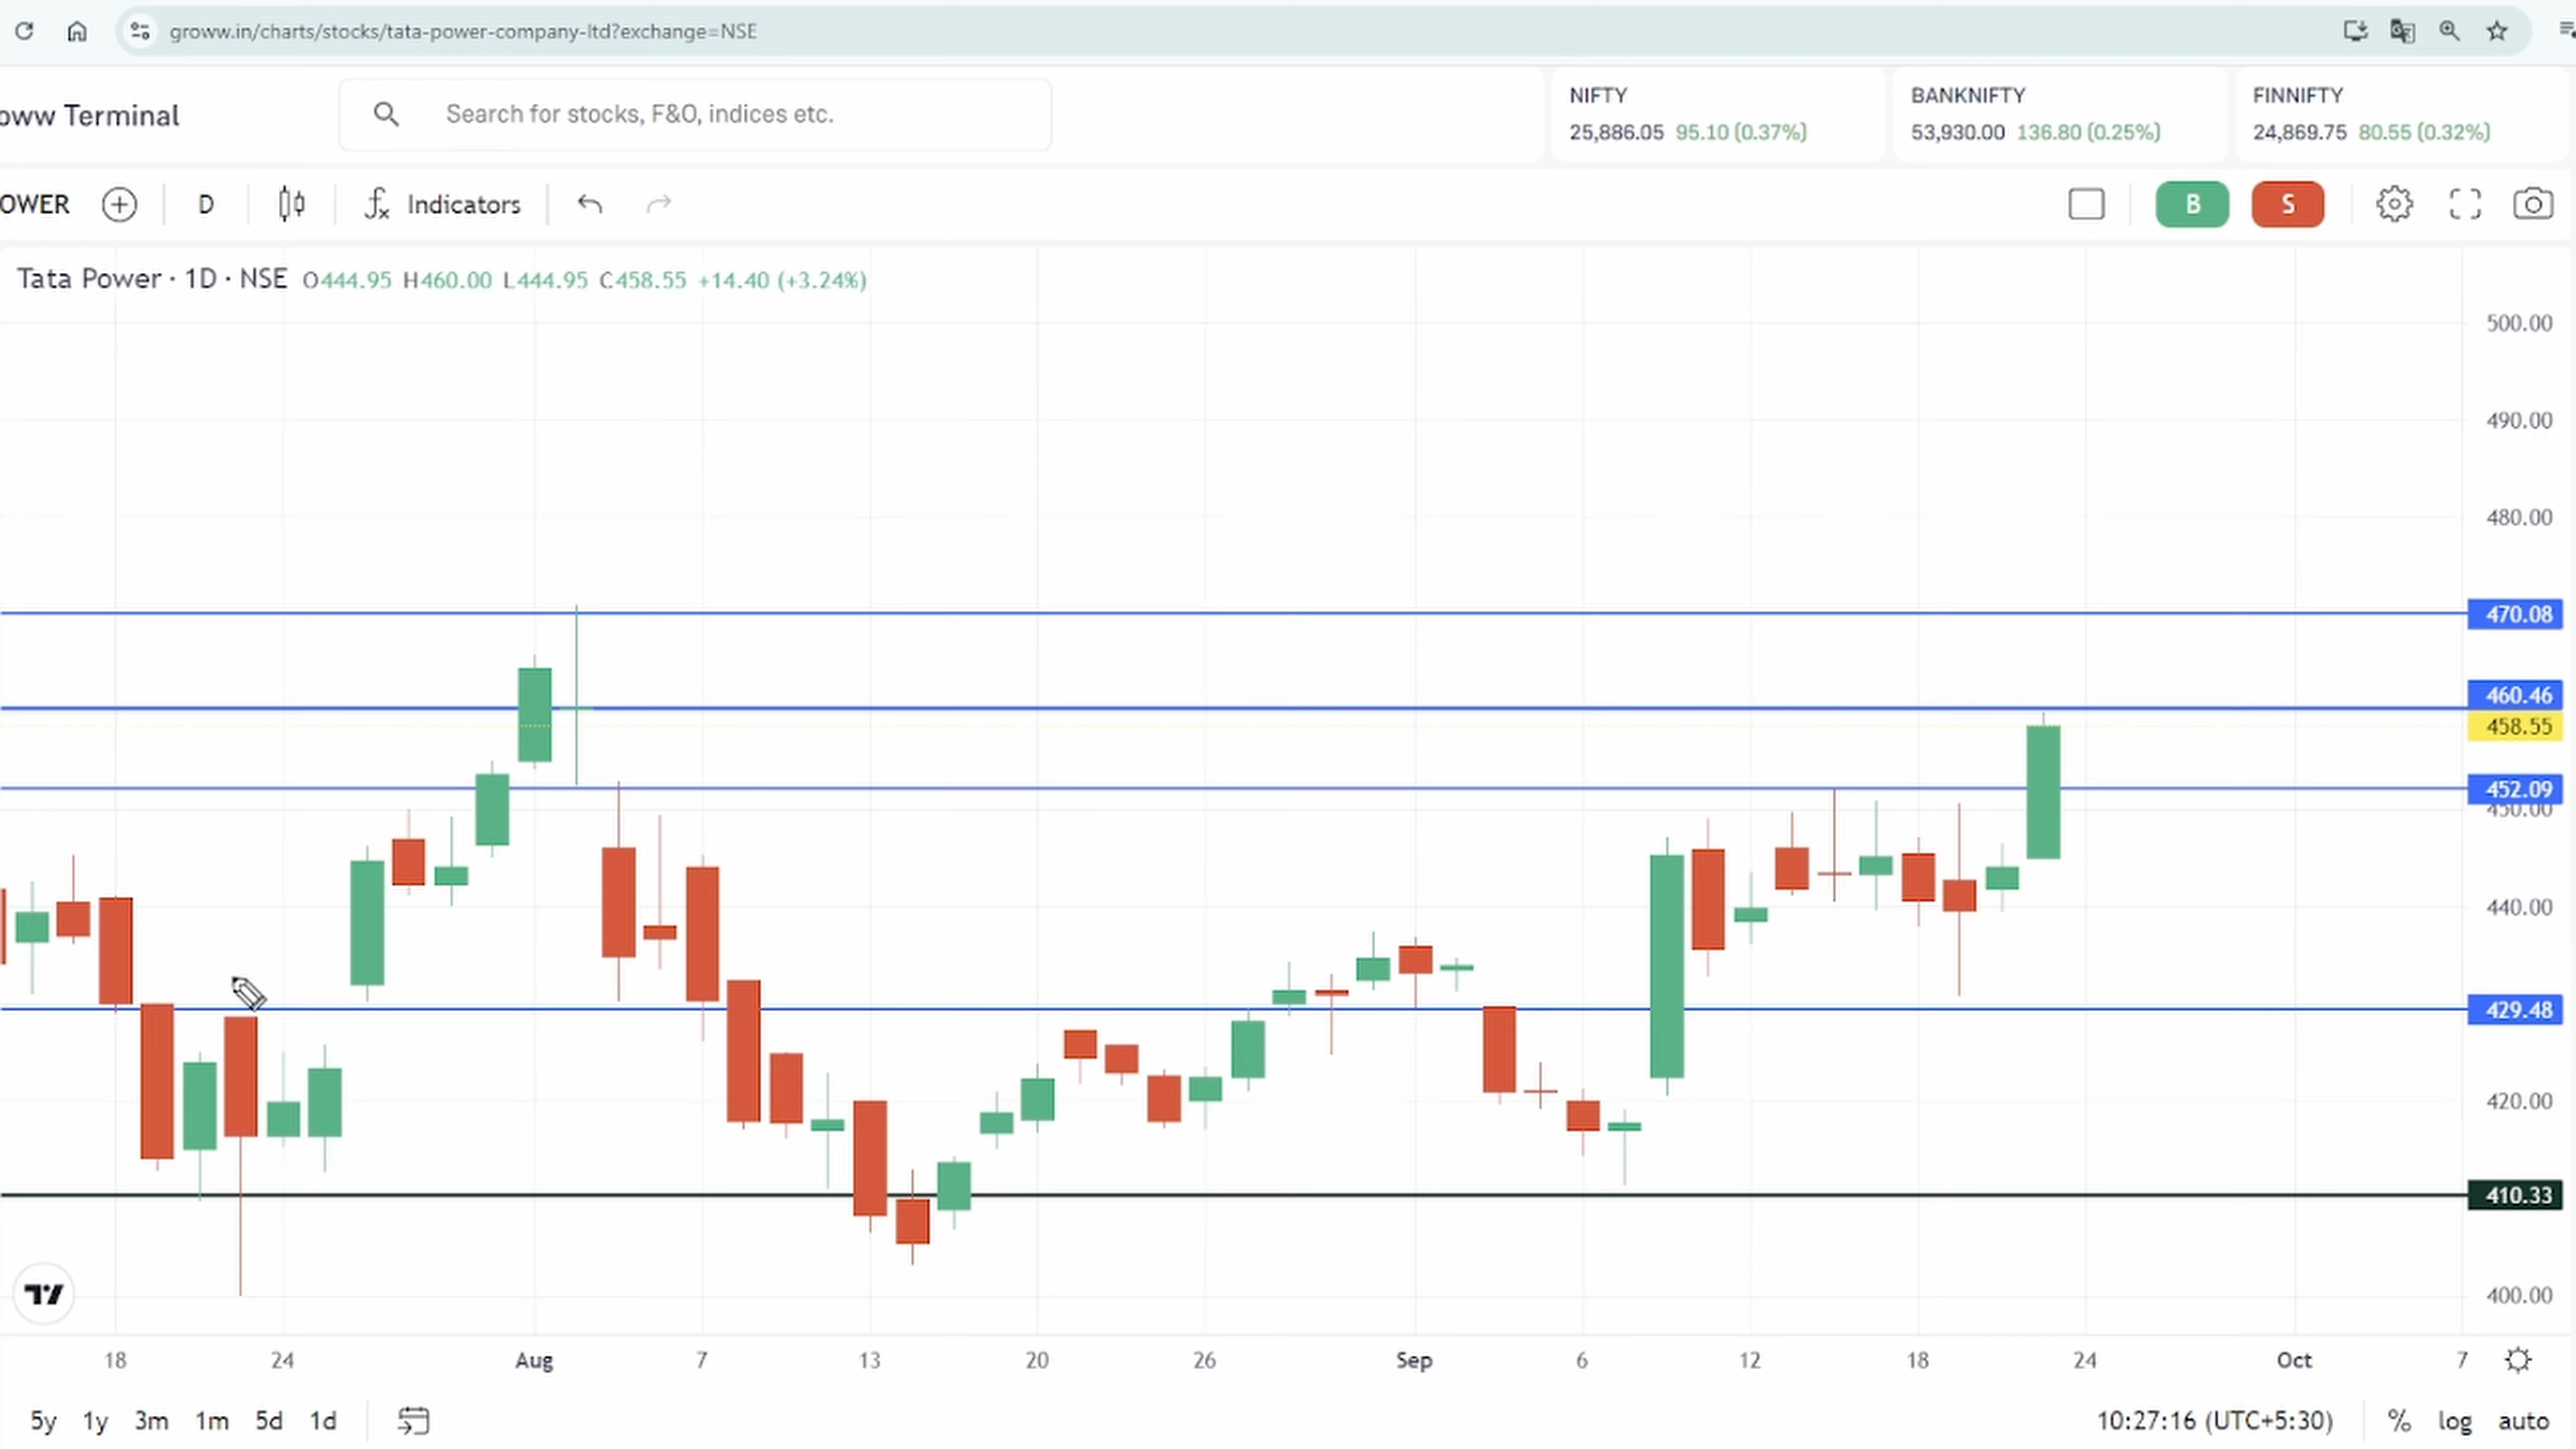 groww.in/charts/stocks/tata-power-company-ltd?exchange=NSE
oww Terminal
Search for stocks, F&O, indices etc.
NIFTY
25,886.05 95.10 (0.37%)
BANKNIFTY
53,930.00 136.80 (0.25%)
FINNIFTY
24,869.75 80.55 (0.32%)
OWER D Indicators B S
Tata Power · 1D · NSE O444.95 H460.00 L444.95 C458.55 +14.40 (+3.24%)
500.00
490.00
480.00
470.08
460.46
458.55
452.09
450.00
440.00
429.48
420.00
410.33
400.00
18 24 Aug 7 13 20 26 Sep 6 12 18 24 Oct 7
5y 1y 3m 1m 5d 1d 10:27:16 (UTC+5:30) % log auto